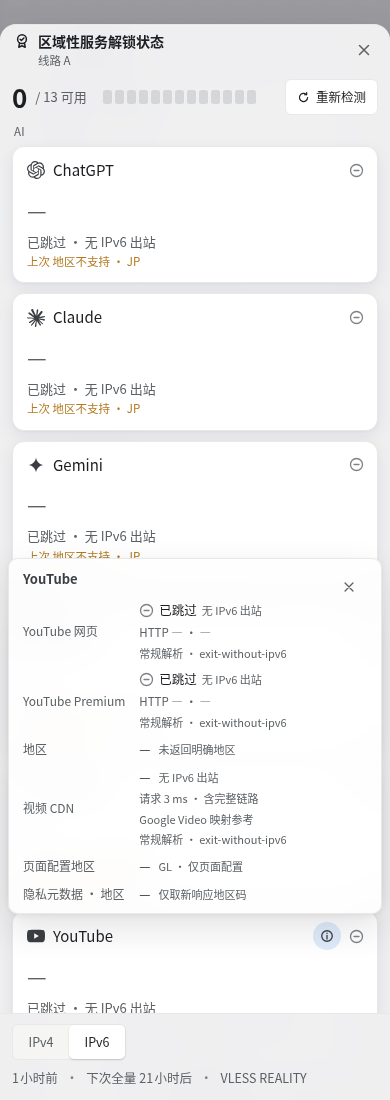 区域性服务解锁状态
线路 A
0 / 13 可用
重新检测
AI
ChatGPT
—
已跳过 • 无 IPv6 出站
上次 地区不支持 • JP
Claude
—
已跳过 • 无 IPv6 出站
上次 地区不支持 • JP
Gemini
—
已跳过 • 无 IPv6 出站
上次 地区不支持 • JP
YouTube
YouTube 网页
已跳过 无 IPv6 出站
HTTP — • —
常规解析 • exit-without-ipv6
YouTube Premium
已跳过 无 IPv6 出站
HTTP — • —
常规解析 • exit-without-ipv6
地区 — 未返回明确地区
视频 CDN
— 无 IPv6 出站
请求 3 ms • 含完整链路
Google Video 映射参考
常规解析 • exit-without-ipv6
页面配置地区 — GL • 仅页面配置
隐私元数据 • 地区 — 仅取新响应地区码
YouTube
—
已跳过 • 无 IPv6 出站
IPv4 IPv6
1小时前 • 下次全量 21小时后 • VLESS REALITY